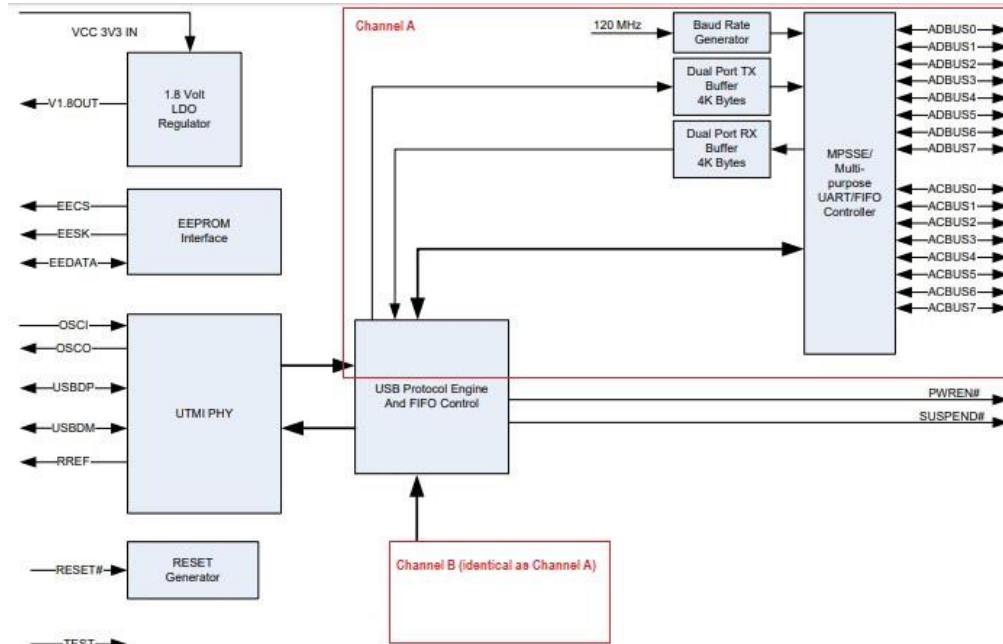 Channel A
VCC 3V3 IN
120 MHz
Baud Rate
Generator
ADBUS0
ADBUS1
ADBUS2
ADBUS3
ADBUS4
ADBUS5
ADBUS6
ADBUS7
V1.8OUT
1.8 Volt
LDO
Regulator
Dual Port TX
Buffer
4K Bytes
Dual Port RX
Buffer
4K Bytes
MPSSE/
Multi-
purpose
UART/FIFO
Controller
ACBUS0
ACBUS1
ACBUS2
ACBUS3
ACBUS4
ACBUS5
ACBUS6
ACBUS7
EECS
EESK
EEDATA
EEPROM
Interface
OSCI
OSCO
USBDP
USBDM
RREF
UTMI PHY
USB Protocol Engine
And FIFO Control
PWREN#
SUSPEND#
RESET#
RESET
Generator
Channel B (identical as Channel A)
TEST